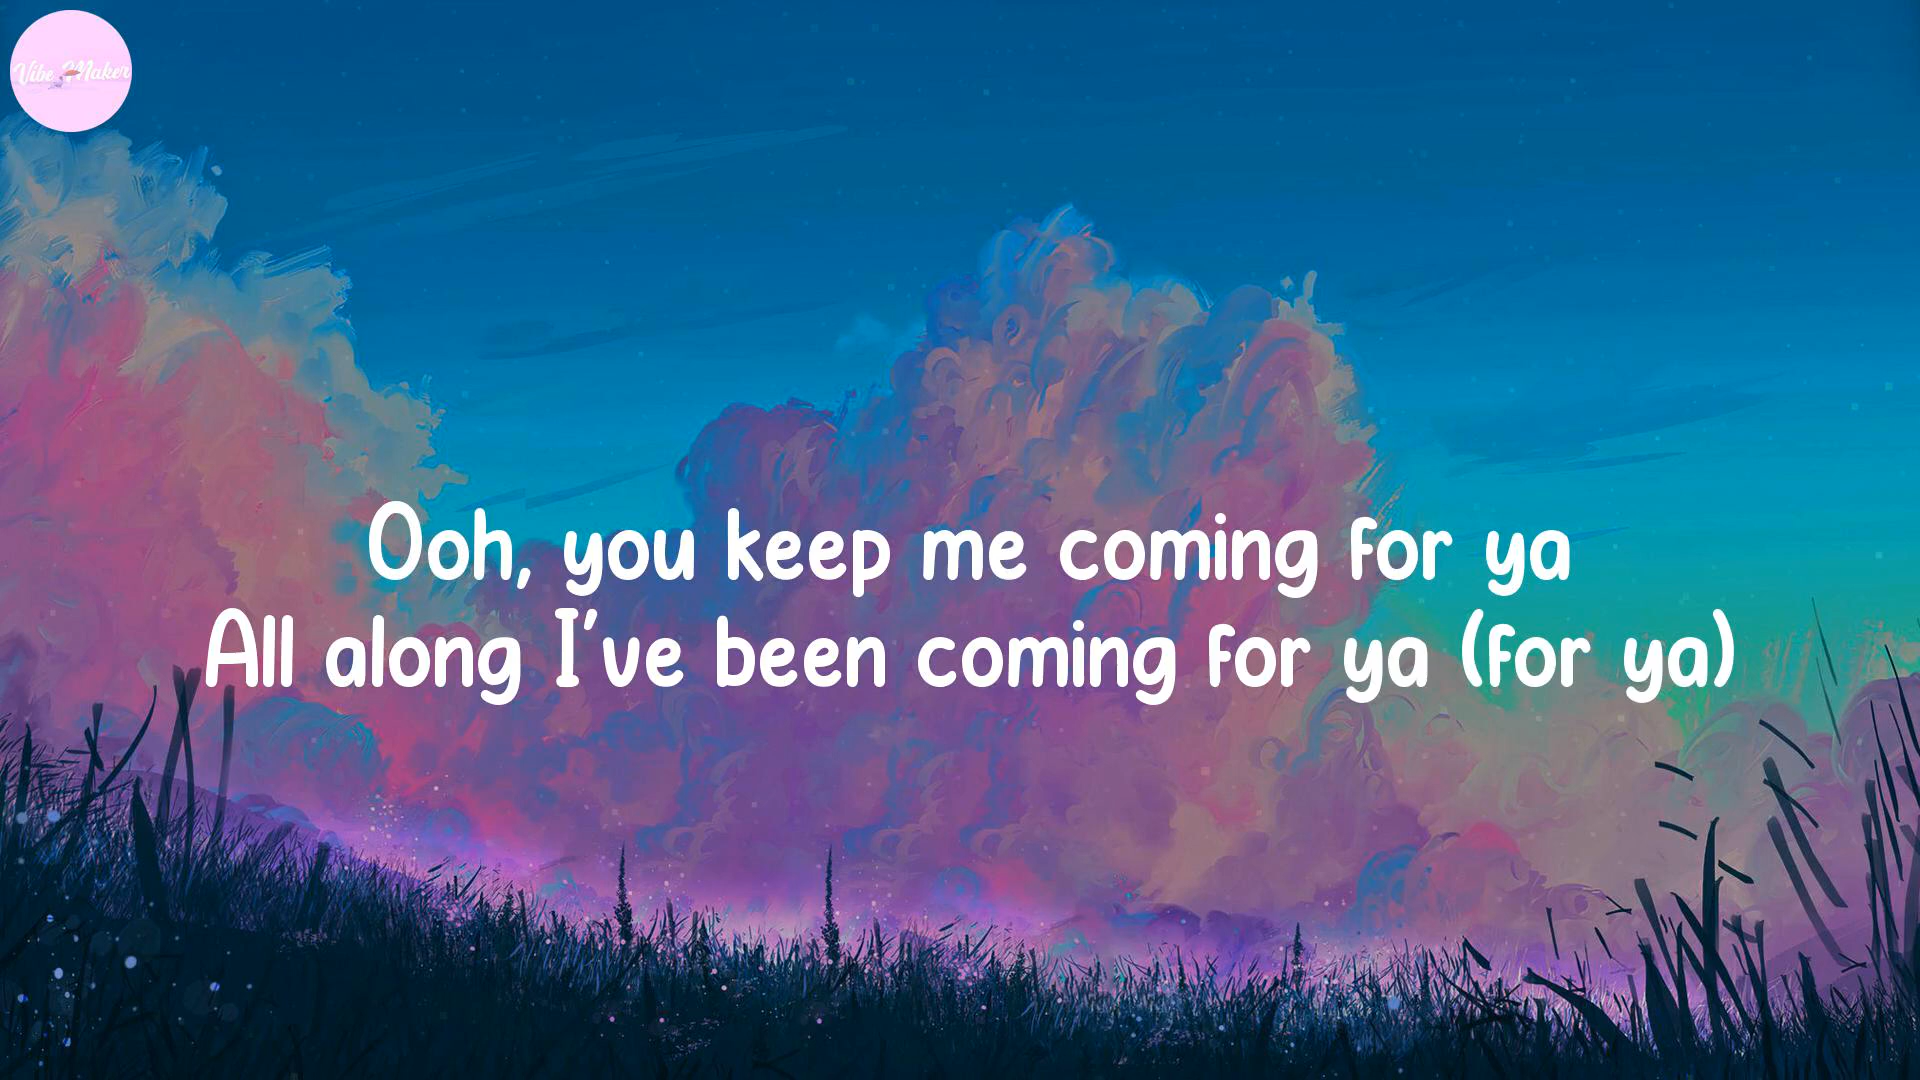 Vibe Maker
Ooh, you keep me coming for ya
All along I've been coming for ya (for ya)